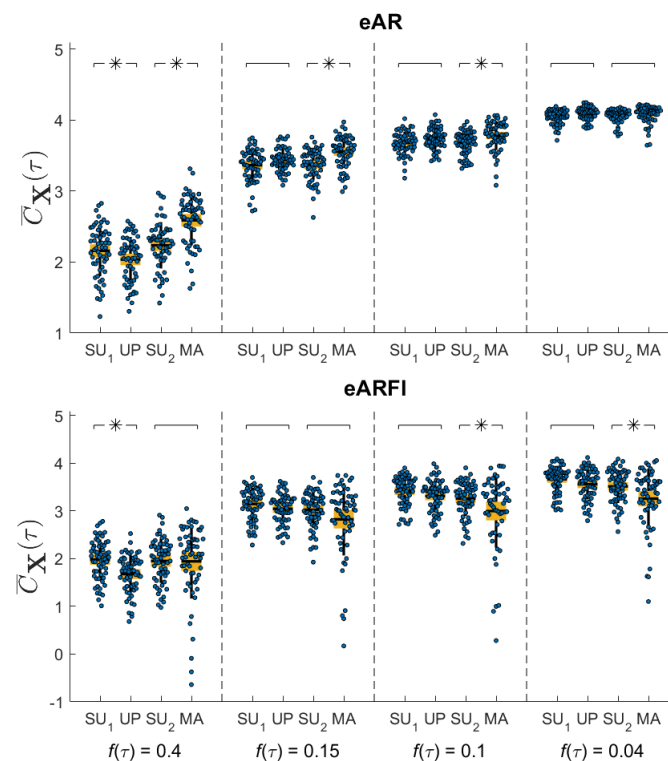 eAR
5
4
3
2
1
C̅_X(τ)
* * * *
SU₁ UP SU₂ MA SU₁ UP SU₂ MA SU₁ UP SU₂ MA SU₁ UP SU₂ MA
eARFI
5
4
3
2
1
0
-1
C̅_X(τ)
* * *
SU₁ UP SU₂ MA SU₁ UP SU₂ MA SU₁ UP SU₂ MA SU₁ UP SU₂ MA
f(τ) = 0.4 f(τ) = 0.15 f(τ) = 0.1 f(τ) = 0.04